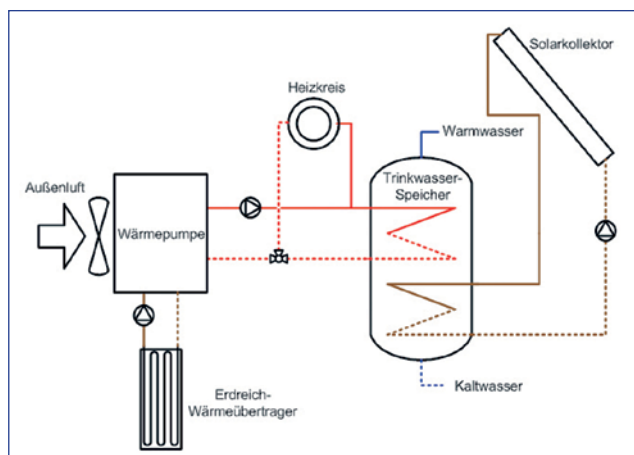 Solarkollektor
Heizkreis
Warmwasser
Trinkwasser-
Speicher
Außenluft
Wärmepumpe
Erdreich-
Wärmeübertrager
Kaltwasser